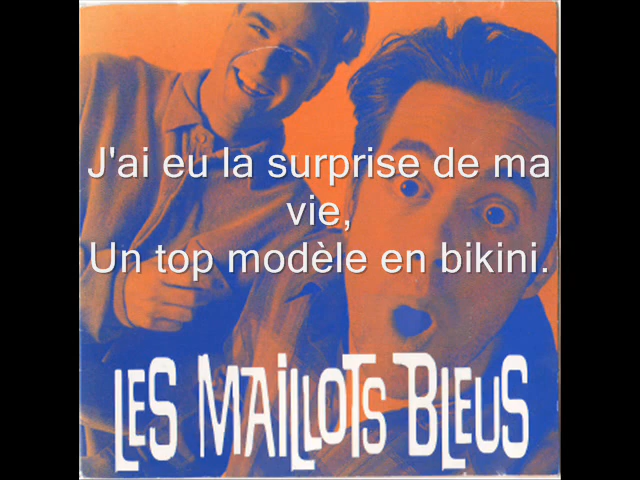 J'ai eu la surprise de ma
vie,
Un top modèle en bikini.
LES MAiLLOTS BLEUS